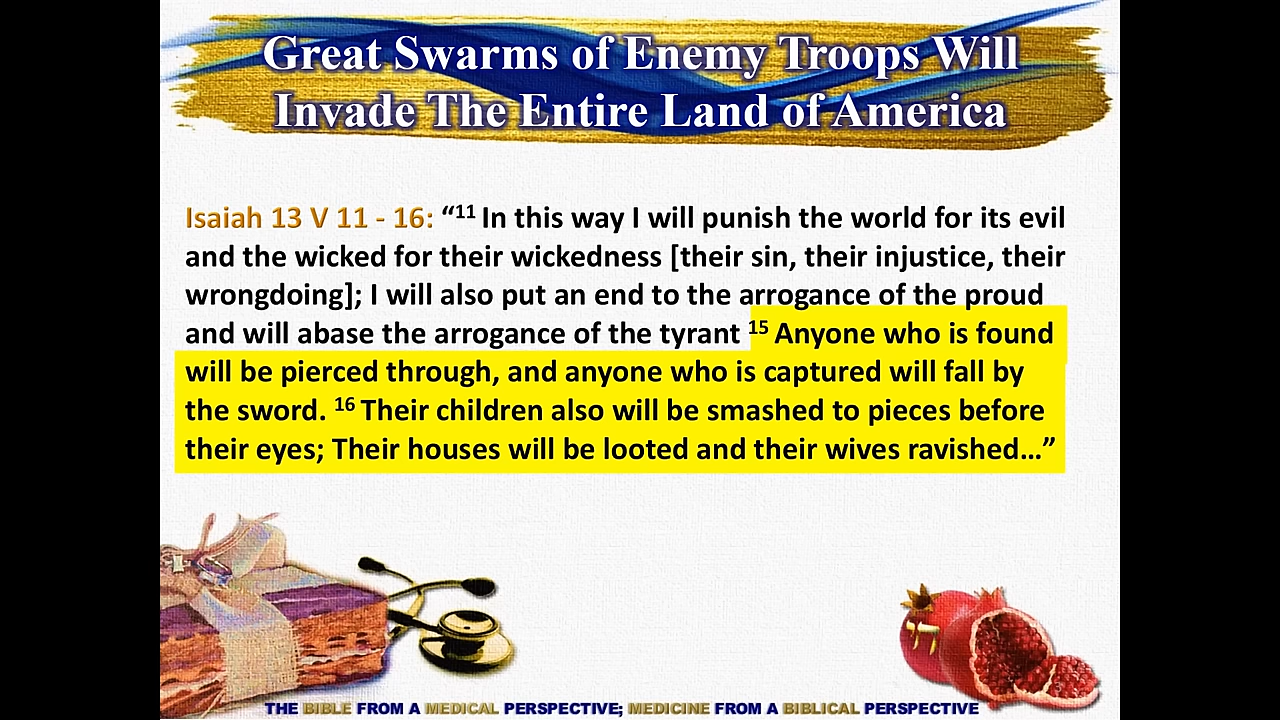 Great Swarms of Enemy Troops Will
Invade The Entire Land of America
Isaiah 13 V 11 - 16: “11 In this way I will punish the world for its evil
and the wicked for their wickedness [their sin, their injustice, their
wrongdoing]; I will also put an end to the arrogance of the proud
and will abase the arrogance of the tyrant 15 Anyone who is found
will be pierced through, and anyone who is captured will fall by
the sword. 16 Their children also will be smashed to pieces before
their eyes; Their houses will be looted and their wives ravished…”
THE BIBLE FROM A MEDICAL PERSPECTIVE; MEDICINE FROM A BIBLICAL PERSPECTIVE